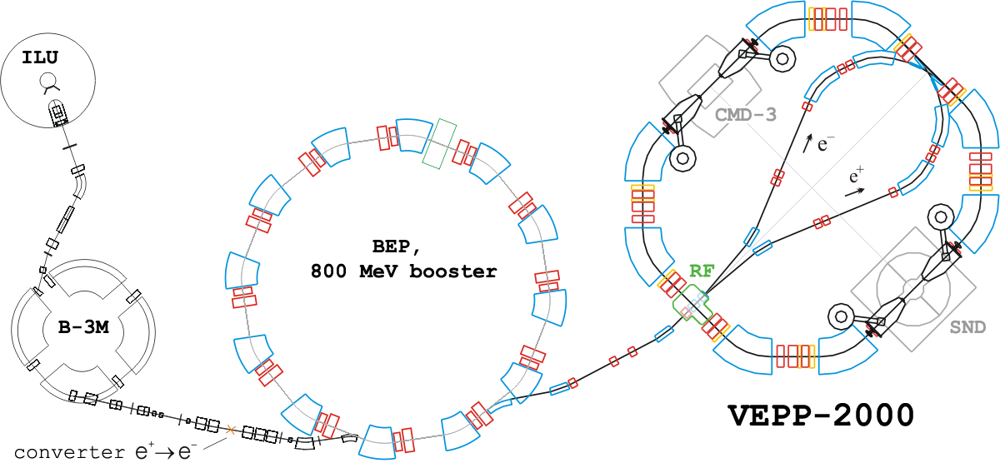 ILU
B-3M
converter e⁺→e⁻
BEP,
800 MeV booster
CMD-3
e⁻
e⁺
RF
SND
VEPP-2000